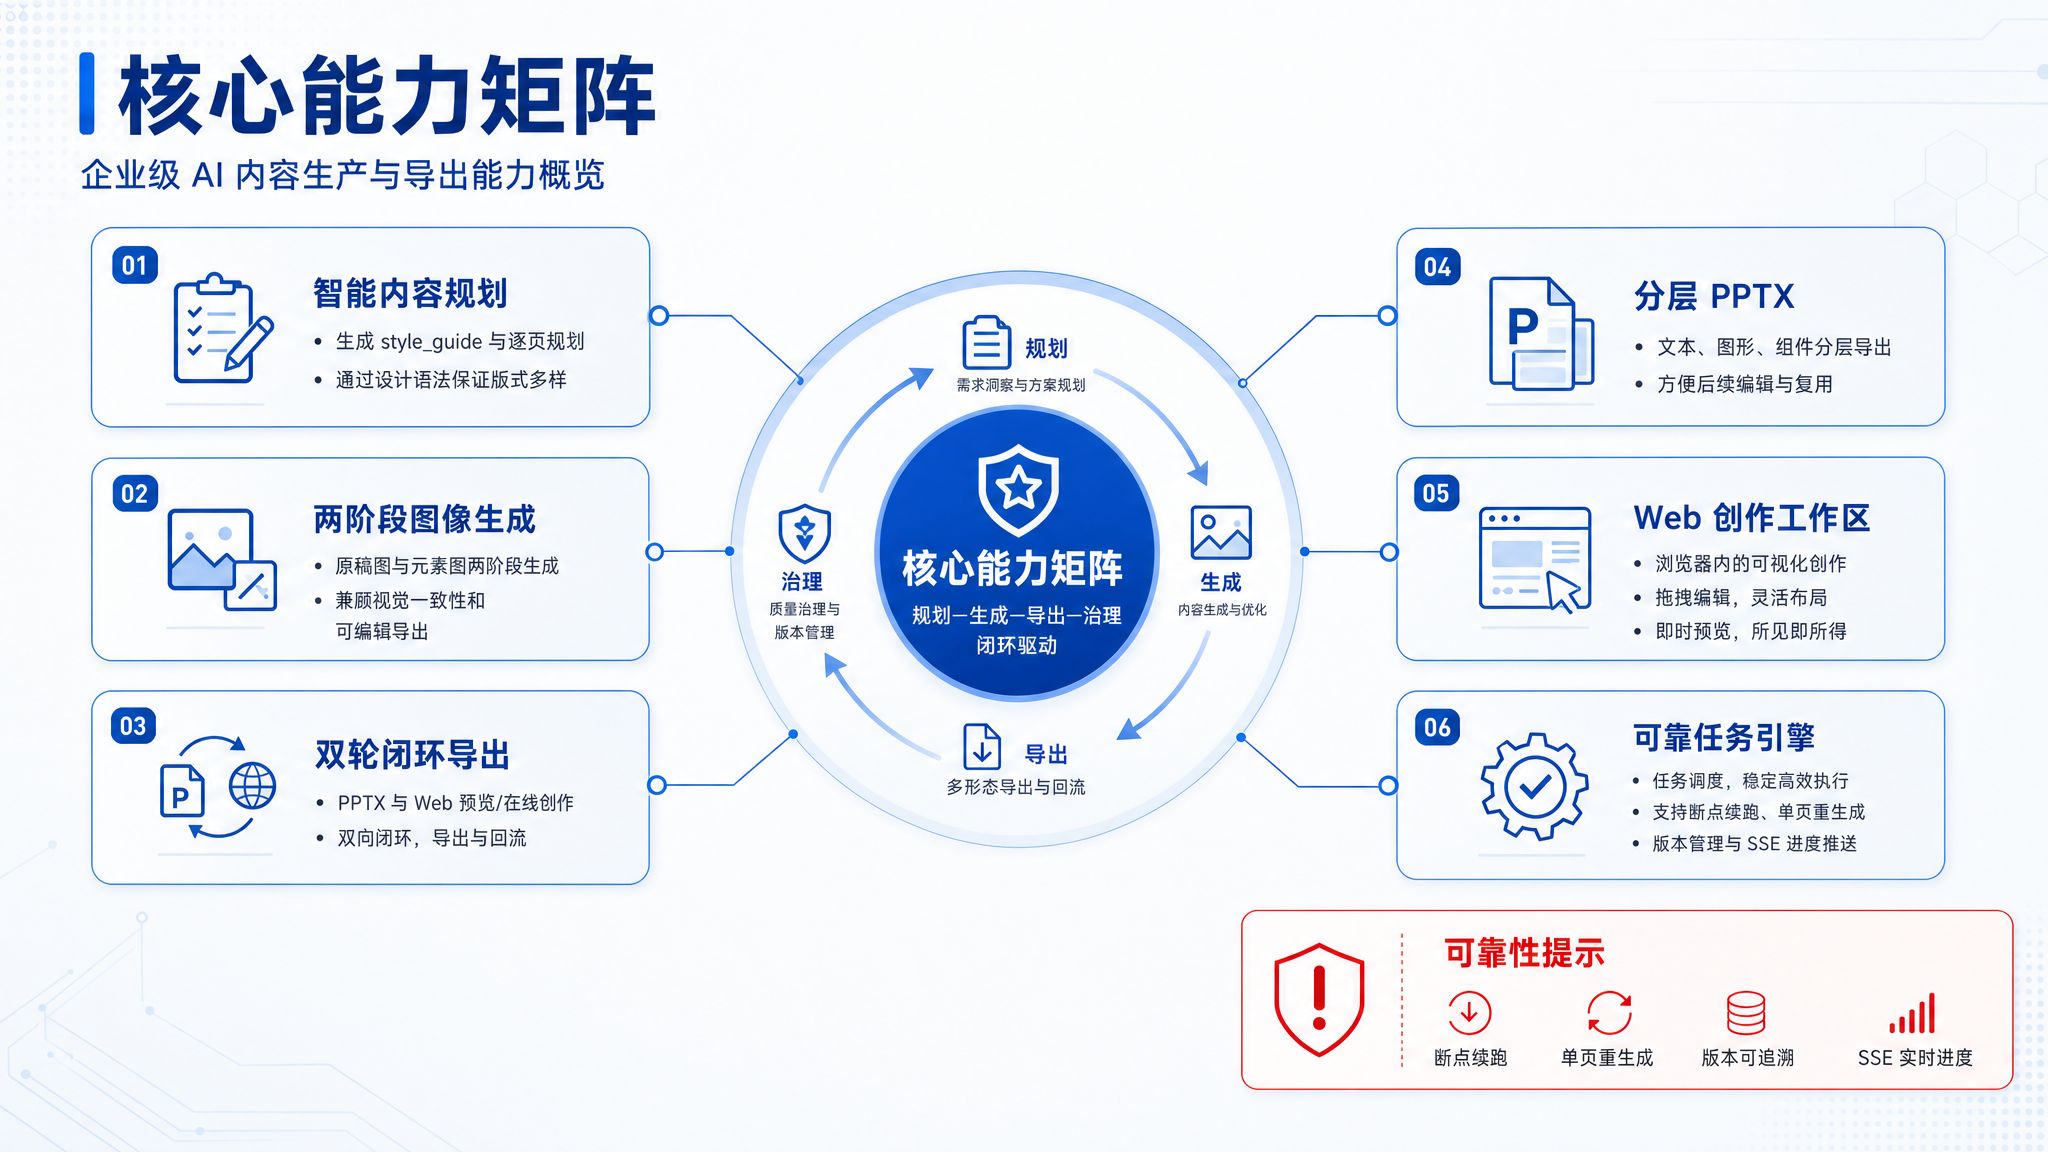 核心能力矩阵
企业级 AI 内容生产与导出能力概览
01
智能内容规划
• 生成 style_guide 与逐页规划
• 通过设计语法保证版式多样
02
两阶段图像生成
• 原稿图与元素图两阶段生成
• 兼顾视觉一致性和
可编辑导出
03
P
双轮闭环导出
• PPTX 与 Web 预览/在线创作
• 双向闭环，导出与回流
规划
需求洞察与方案规划
生成
内容生成与优化
导出
多形态导出与回流
治理
质量治理与
版本管理
核心能力矩阵
规划—生成—导出—治理
闭环驱动
04
P
分层 PPTX
• 文本、图形、组件分层导出
• 方便后续编辑与复用
05
Web 创作工作区
• 浏览器内的可视化创作
• 拖拽编辑，灵活布局
• 即时预览，所见即所得
06
可靠任务引擎
• 任务调度，稳定高效执行
• 支持断点续跑、单页重生成
• 版本管理与 SSE 进度推送
可靠性提示
断点续跑
单页重生成
版本可追溯
SSE 实时进度